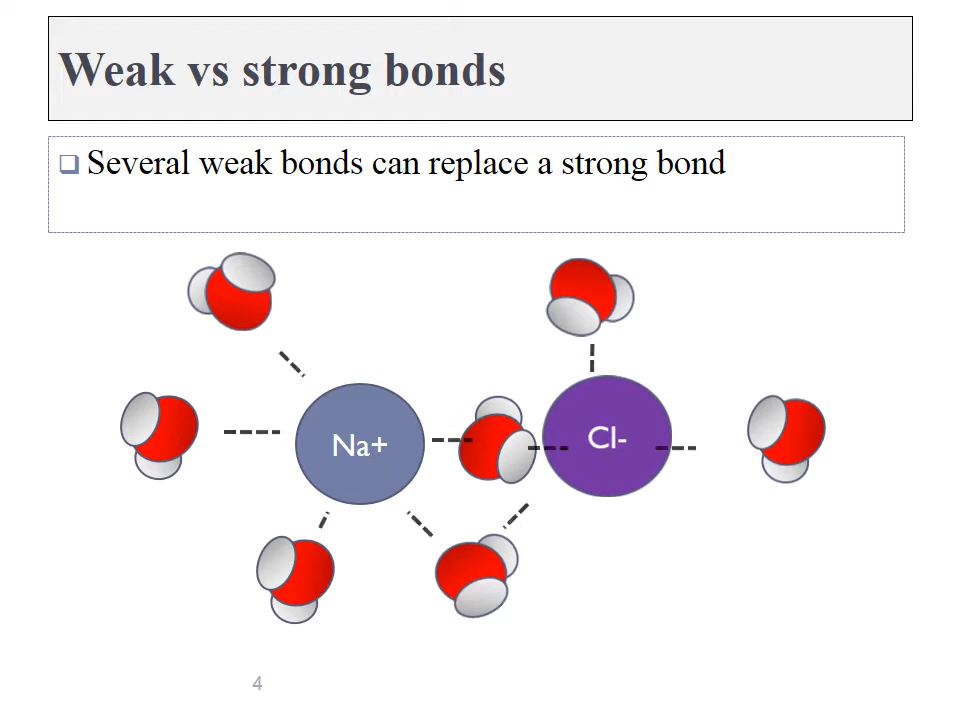 Weak vs strong bonds
Several weak bonds can replace a strong bond
Na+
Cl-
4